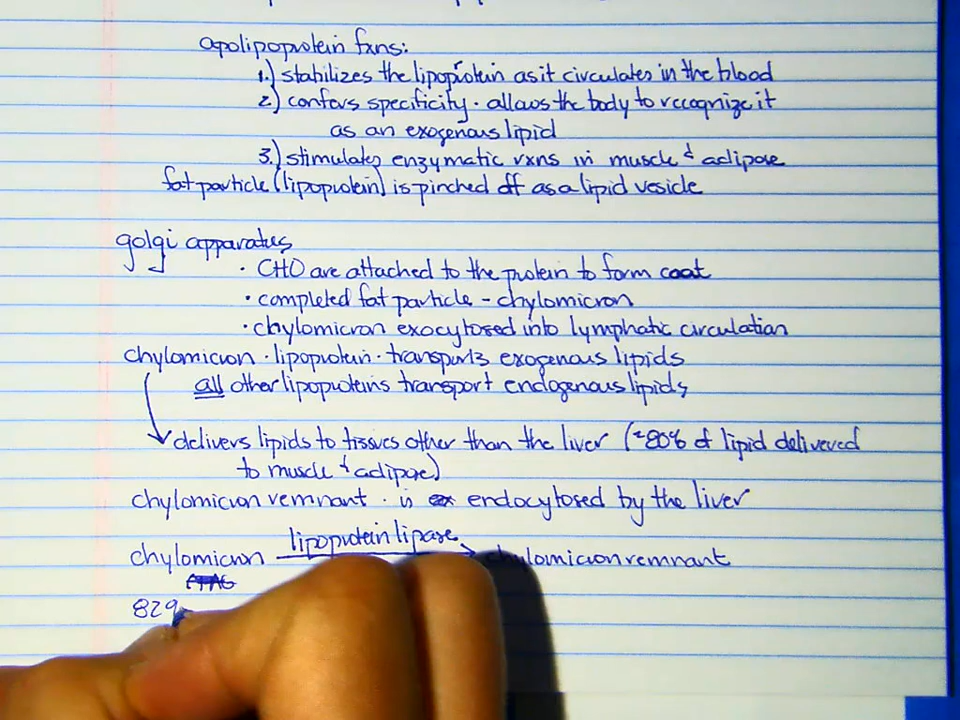 apolipoprotein fxns:
1.) stabilizes the lipoprotein as it circulates in the blood
2.) confers specificity · allows the body to recognize it
as an exogenous lipid
3.) stimulates enzymatic rxns in muscle & adipose
fat particle (lipoprotein) is pinched off as a lipid vesicle
golgi apparatus
· CHO are attached to the protein to form coat
· completed fat particle - chylomicron
· chylomicron exocytosed into lymphatic circulation
chylomicron · lipoprotein · transports exogenous lipids
all other lipoproteins transport endogenous lipids
delivers lipids to tissues other than the liver (≈80% of lipid delivered
to muscle & adipose)
chylomicron remnant · is endocytosed by the liver
lipoprotein lipase
chylomicron → chylomicron remnant
829